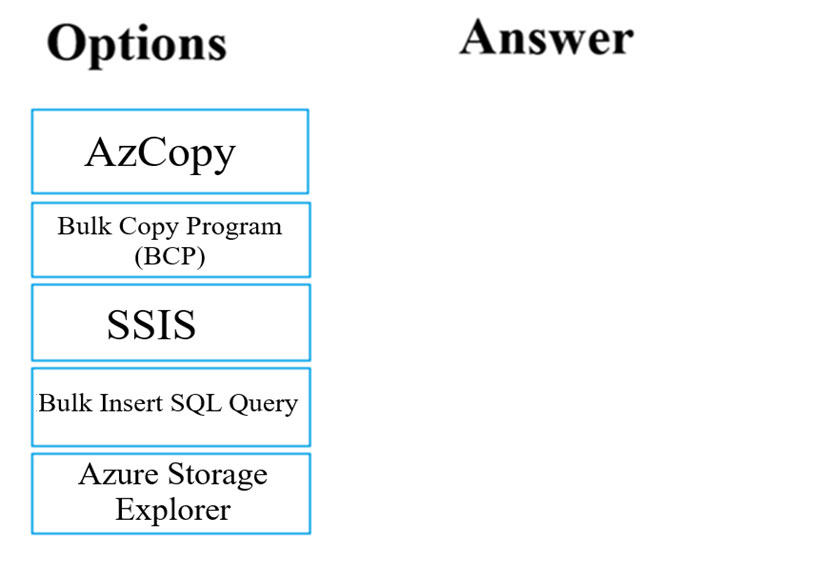 Options
Answer
AzCopy
Bulk Copy Program
(BCP)
SSIS
Bulk Insert SQL Query
Azure Storage
Explorer